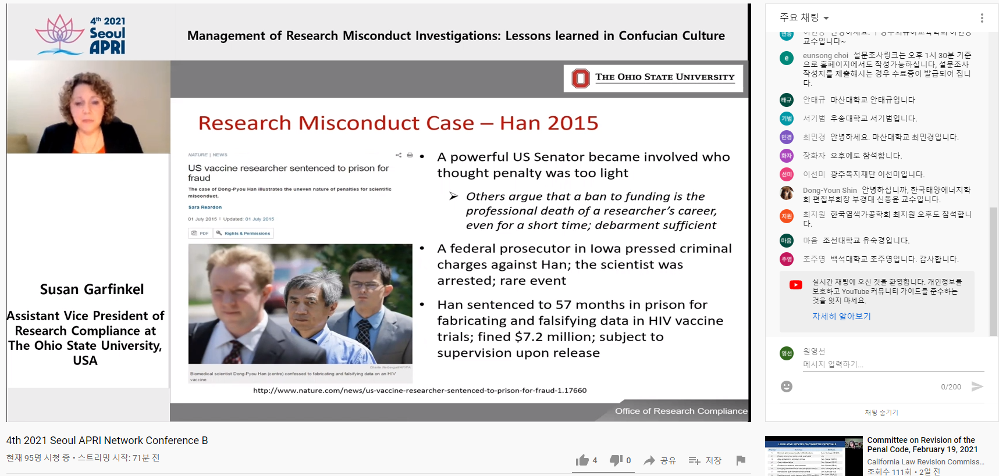 4th 2021
Seoul
APRI
Management of Research Misconduct Investigations: Lessons learned in Confucian Culture
THE OHIO STATE UNIVERSITY
Research Misconduct Case – Han 2015
NATURE | NEWS
US vaccine researcher sentenced to prison for
fraud
The case of Dong-Pyou Han illustrates the uneven nature of penalties for scientific
misconduct.
Sara Reardon
01 July 2015 | Updated: 01 July 2015
PDF
Rights & Permissions
Biomedical scientist Dong-Pyou Han (centre) confessed to fabricating and falsifying data on an HIV
vaccine.
• A powerful US Senator became involved who
thought penalty was too light
➢ Others argue that a ban to funding is the
professional death of a researcher's career,
even for a short time; debarment sufficient
• A federal prosecutor in Iowa pressed criminal
charges against Han; the scientist was
arrested; rare event
• Han sentenced to 57 months in prison for
fabricating and falsifying data in HIV vaccine
trials; fined $7.2 million; subject to
supervision upon release
http://www.nature.com/news/us-vaccine-researcher-sentenced-to-prison-for-fraud-1.17660
Office of Research Compliance
Susan Garfinkel
Assistant Vice President of
Research Compliance at
The Ohio State University,
USA
4th 2021 Seoul APRI Network Conference B
현재 95명 시청 중 • 스트리밍 시작: 71분 전
4
0
공유
저장
주요 채팅
교수입니다~
e
eunsong choi 설문조사링크는 오후 1시 30분 기준
으로 홈페이지에서도 작성가능하십니다, 설문조사
작성지를 제출해시는 경우 수료증이 발급되어 집니
다.
태규 안태규 마산대학교 안태규입니다
기범 서기범 우송대학교 서기범입니다.
민경 최민경 안녕하세요. 마산대학교 최민경입니다.
화자 장화자 오후에도 참석합니다.
선미 이선미 광주복지재단 이선미입니다.
Dong-Youn Shin 안녕하십니까, 한국태양에너지학
회 편집부회장 부경대 신동윤 교수입니다.
지원 최지원 한국염색가공학회 최지원 오후도 참석합니
다.
마음 마음 조선대학교 유숙경입니다.
주영 조주영 백석대학교 조주영입니다. 감사합니다.
실시간 채팅에 오신 것을 환영합니다. 개인정보를
보호하고 YouTube 커뮤니티 가이드를 준수하는
것을 잊지 마세요.
자세히 알아보기
영선 원영선
메시지 입력하기...
0/200
채팅 숨기기
LEGISLATIVE UPDATES ON COMMITTEE PROPOSALS
Committee on Revision of the
Penal Code, February 19, 2021
California Law Revision Commiss...
조회수 111회 • 2일 전